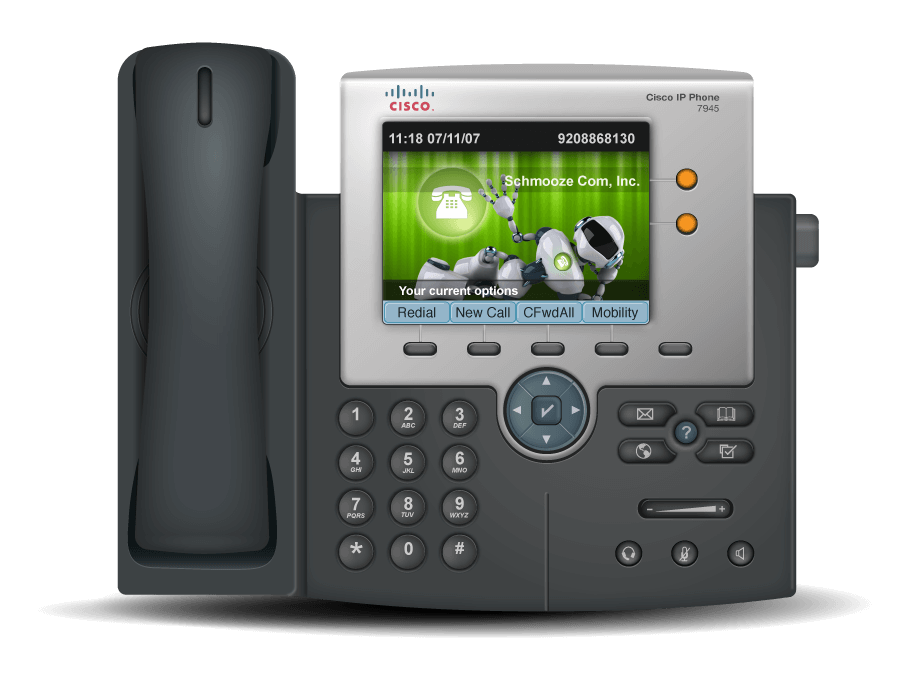 CISCO
Cisco IP Phone
7945
11:18 07/11/07 9208868130
Schmooze Com, Inc.
Your current options
Redial New Call CFwdAll Mobility
1 2 3
ABC DEF
?
4 5 6
GHI JKL MNO
7 8 9
PQRS TUV WXYZ
- +
* 0 #